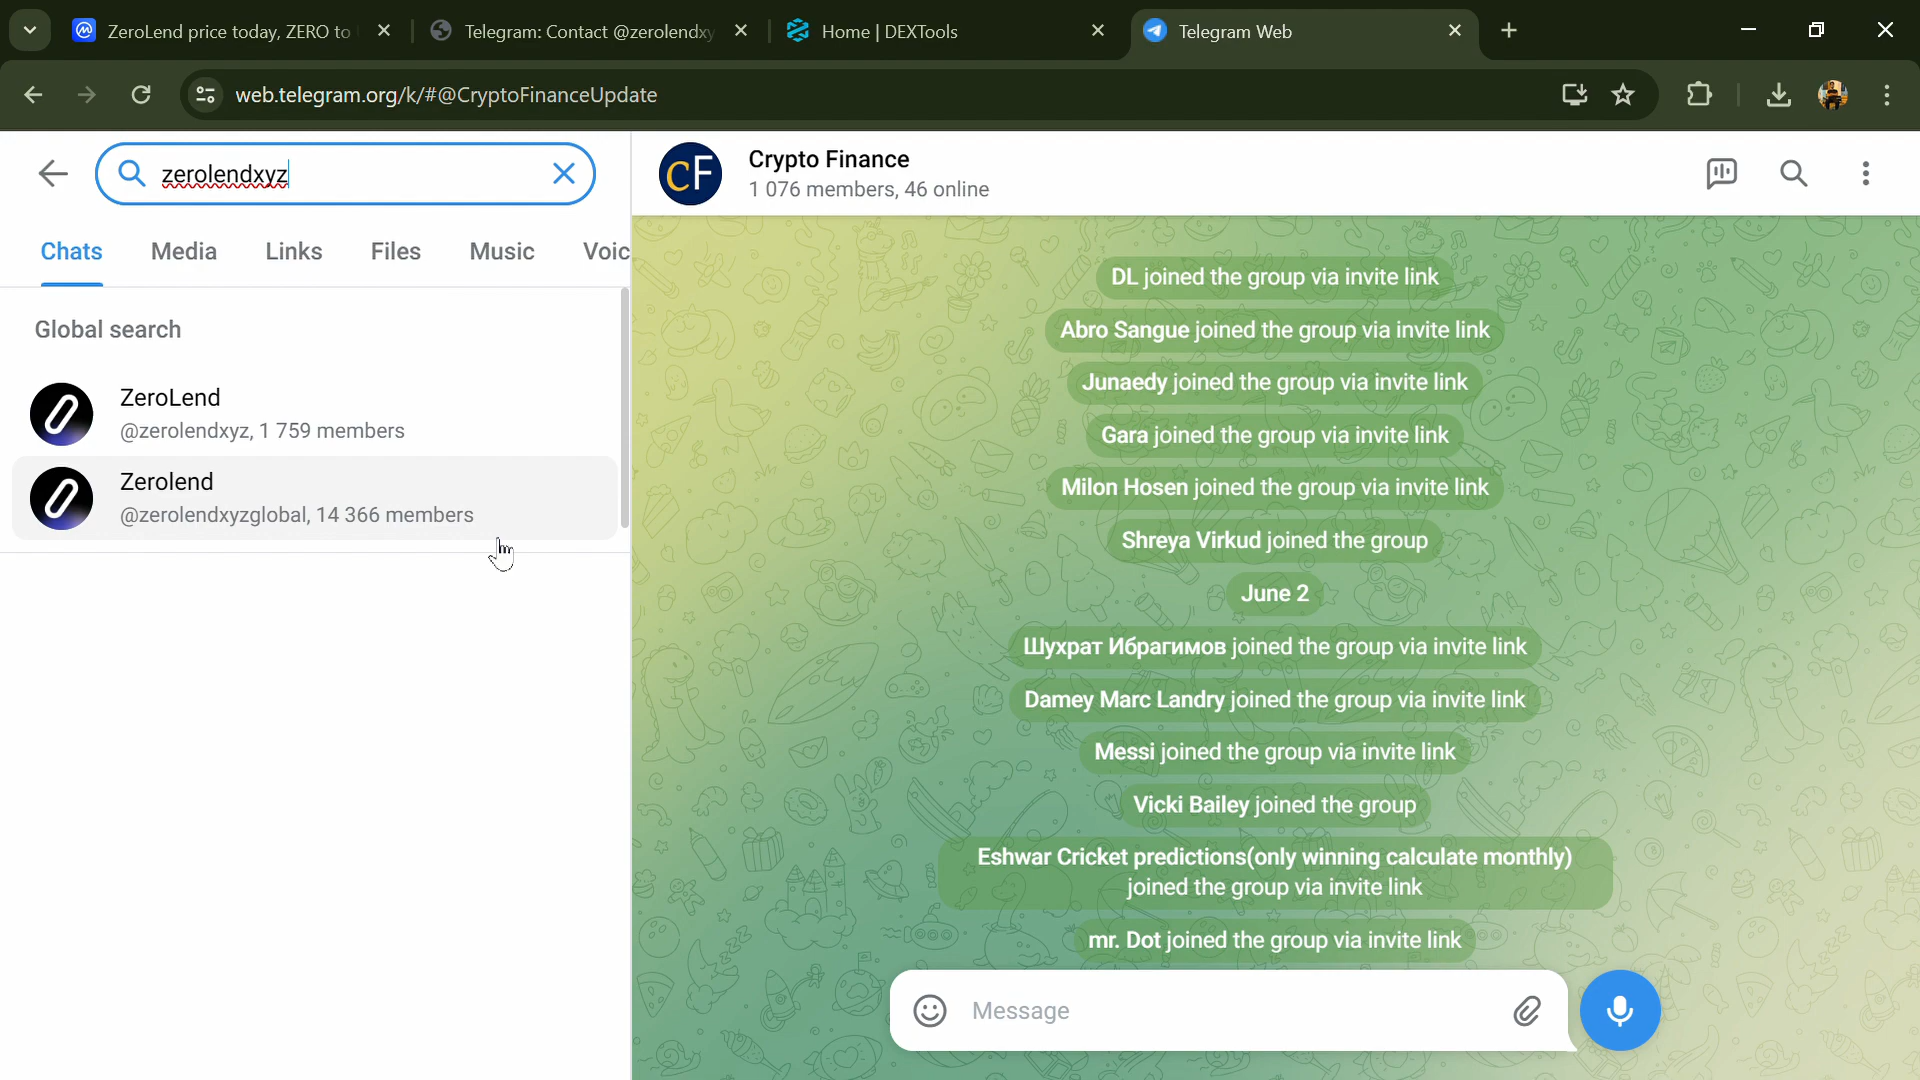 ZeroLend price today, ZERO to
Telegram: Contact @zerolendxy
Home | DEXTools
Telegram Web
web.telegram.org/k/#@CryptoFinanceUpdate
zerolendxyz
Chats
Media
Links
Files
Music
Voic
Global search
ZeroLend
@zerolendxyz, 1 759 members
Zerolend
@zerolendxyzglobal, 14 366 members
CF
Crypto Finance
1 076 members, 46 online
DL joined the group via invite link
Abro Sangue joined the group via invite link
Junaedy joined the group via invite link
Gara joined the group via invite link
Milon Hosen joined the group via invite link
Shreya Virkud joined the group
June 2
Шухрат Ибрагимов joined the group via invite link
Damey Marc Landry joined the group via invite link
Messi joined the group via invite link
Vicki Bailey joined the group
Eshwar Cricket predictions(only winning calculate monthly)
joined the group via invite link
mr. Dot joined the group via invite link
Message